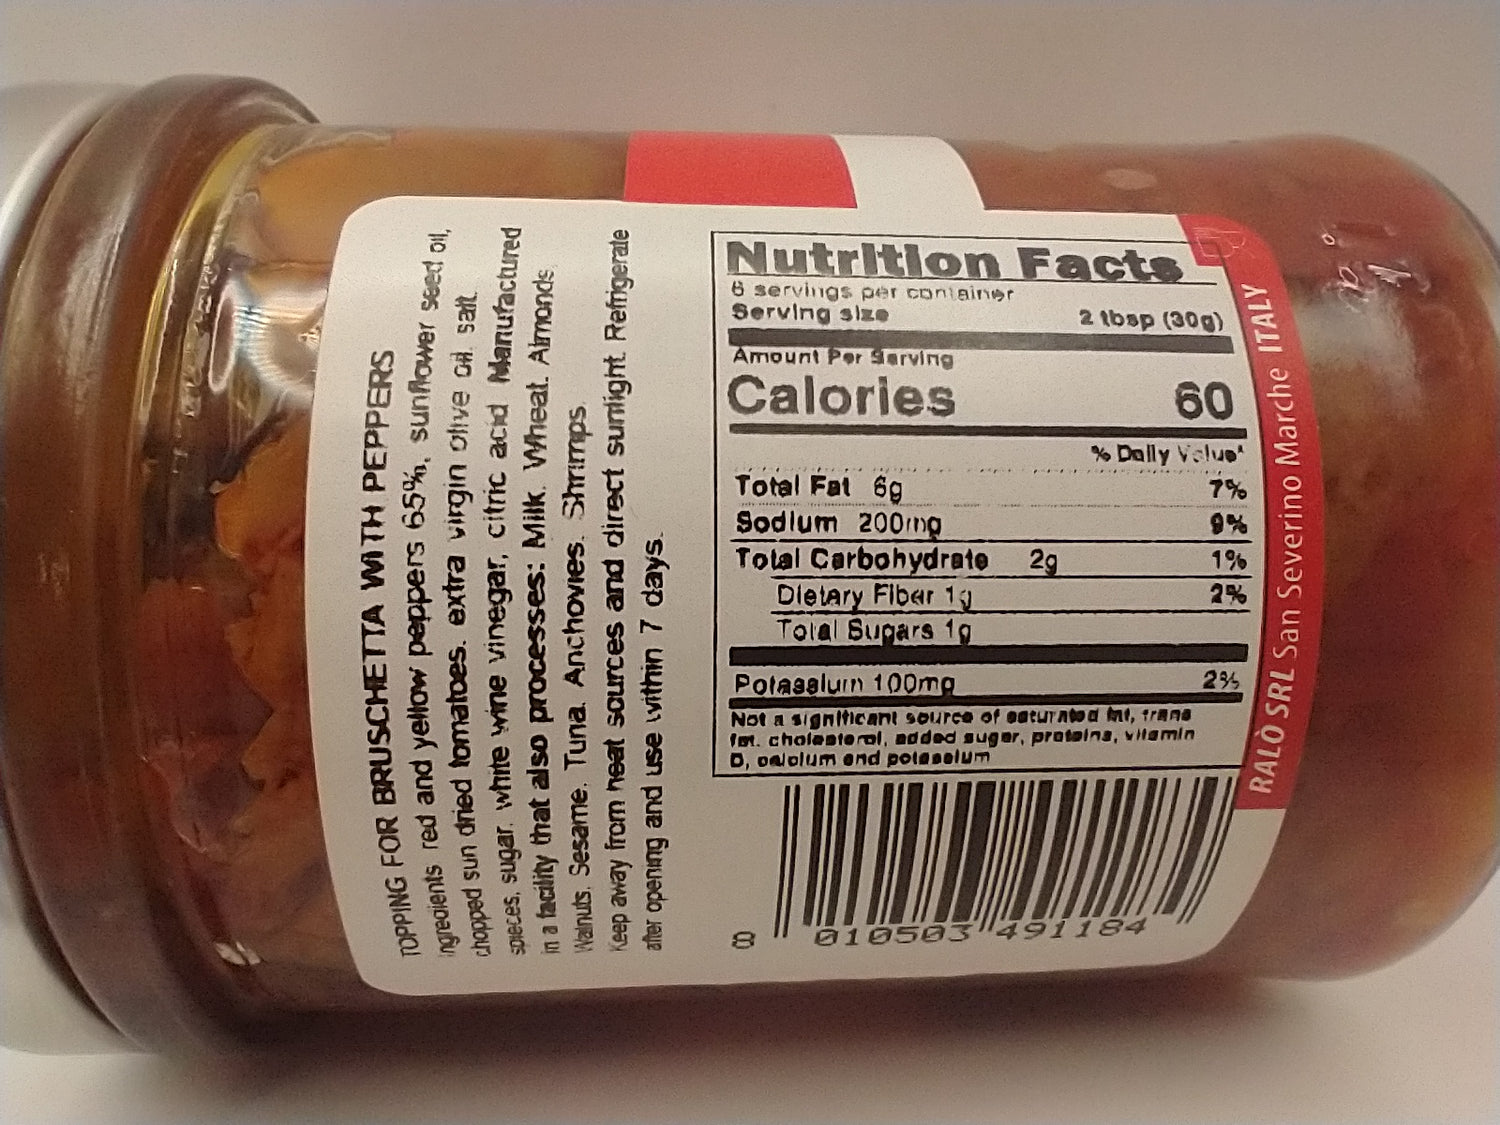 TOPPING FOR BRUSCHETTA WITH PEPPERS
Ingredients red and yellow peppers 65%, sunflower seed oil,
chopped sun dried tomatoes. extra virgin olive oil. salt.
spieces, sugar. white wine vinegar, citric acid Manufactured
in a facility that also processes: Milk. Wheat. Almonds
Walnuts. Sesame. Tuna. Anchovies. Shrimps
Keep away from heat sources and direct sunlight. Refrigerate
after opening and use within 7 days.
Nutrition Facts
6 servings per container
Serving size 2 tbsp (30g)
Amount Per Serving
Calories 60
% Daily Value*
Total Fat 6g 7%
Sodium 200mg 9%
Total Carbohydrate 2g 1%
Dietary Fiber 1g 2%
Total Sugars 1g
Potassium 100mg 2%
Not a significant source of saturated fat, trans
fat. cholesterol, added sugar, proteins, vitamin
D, calcium and potassium
8 010503 491184
RALÒ SRL San Severino Marche ITALY